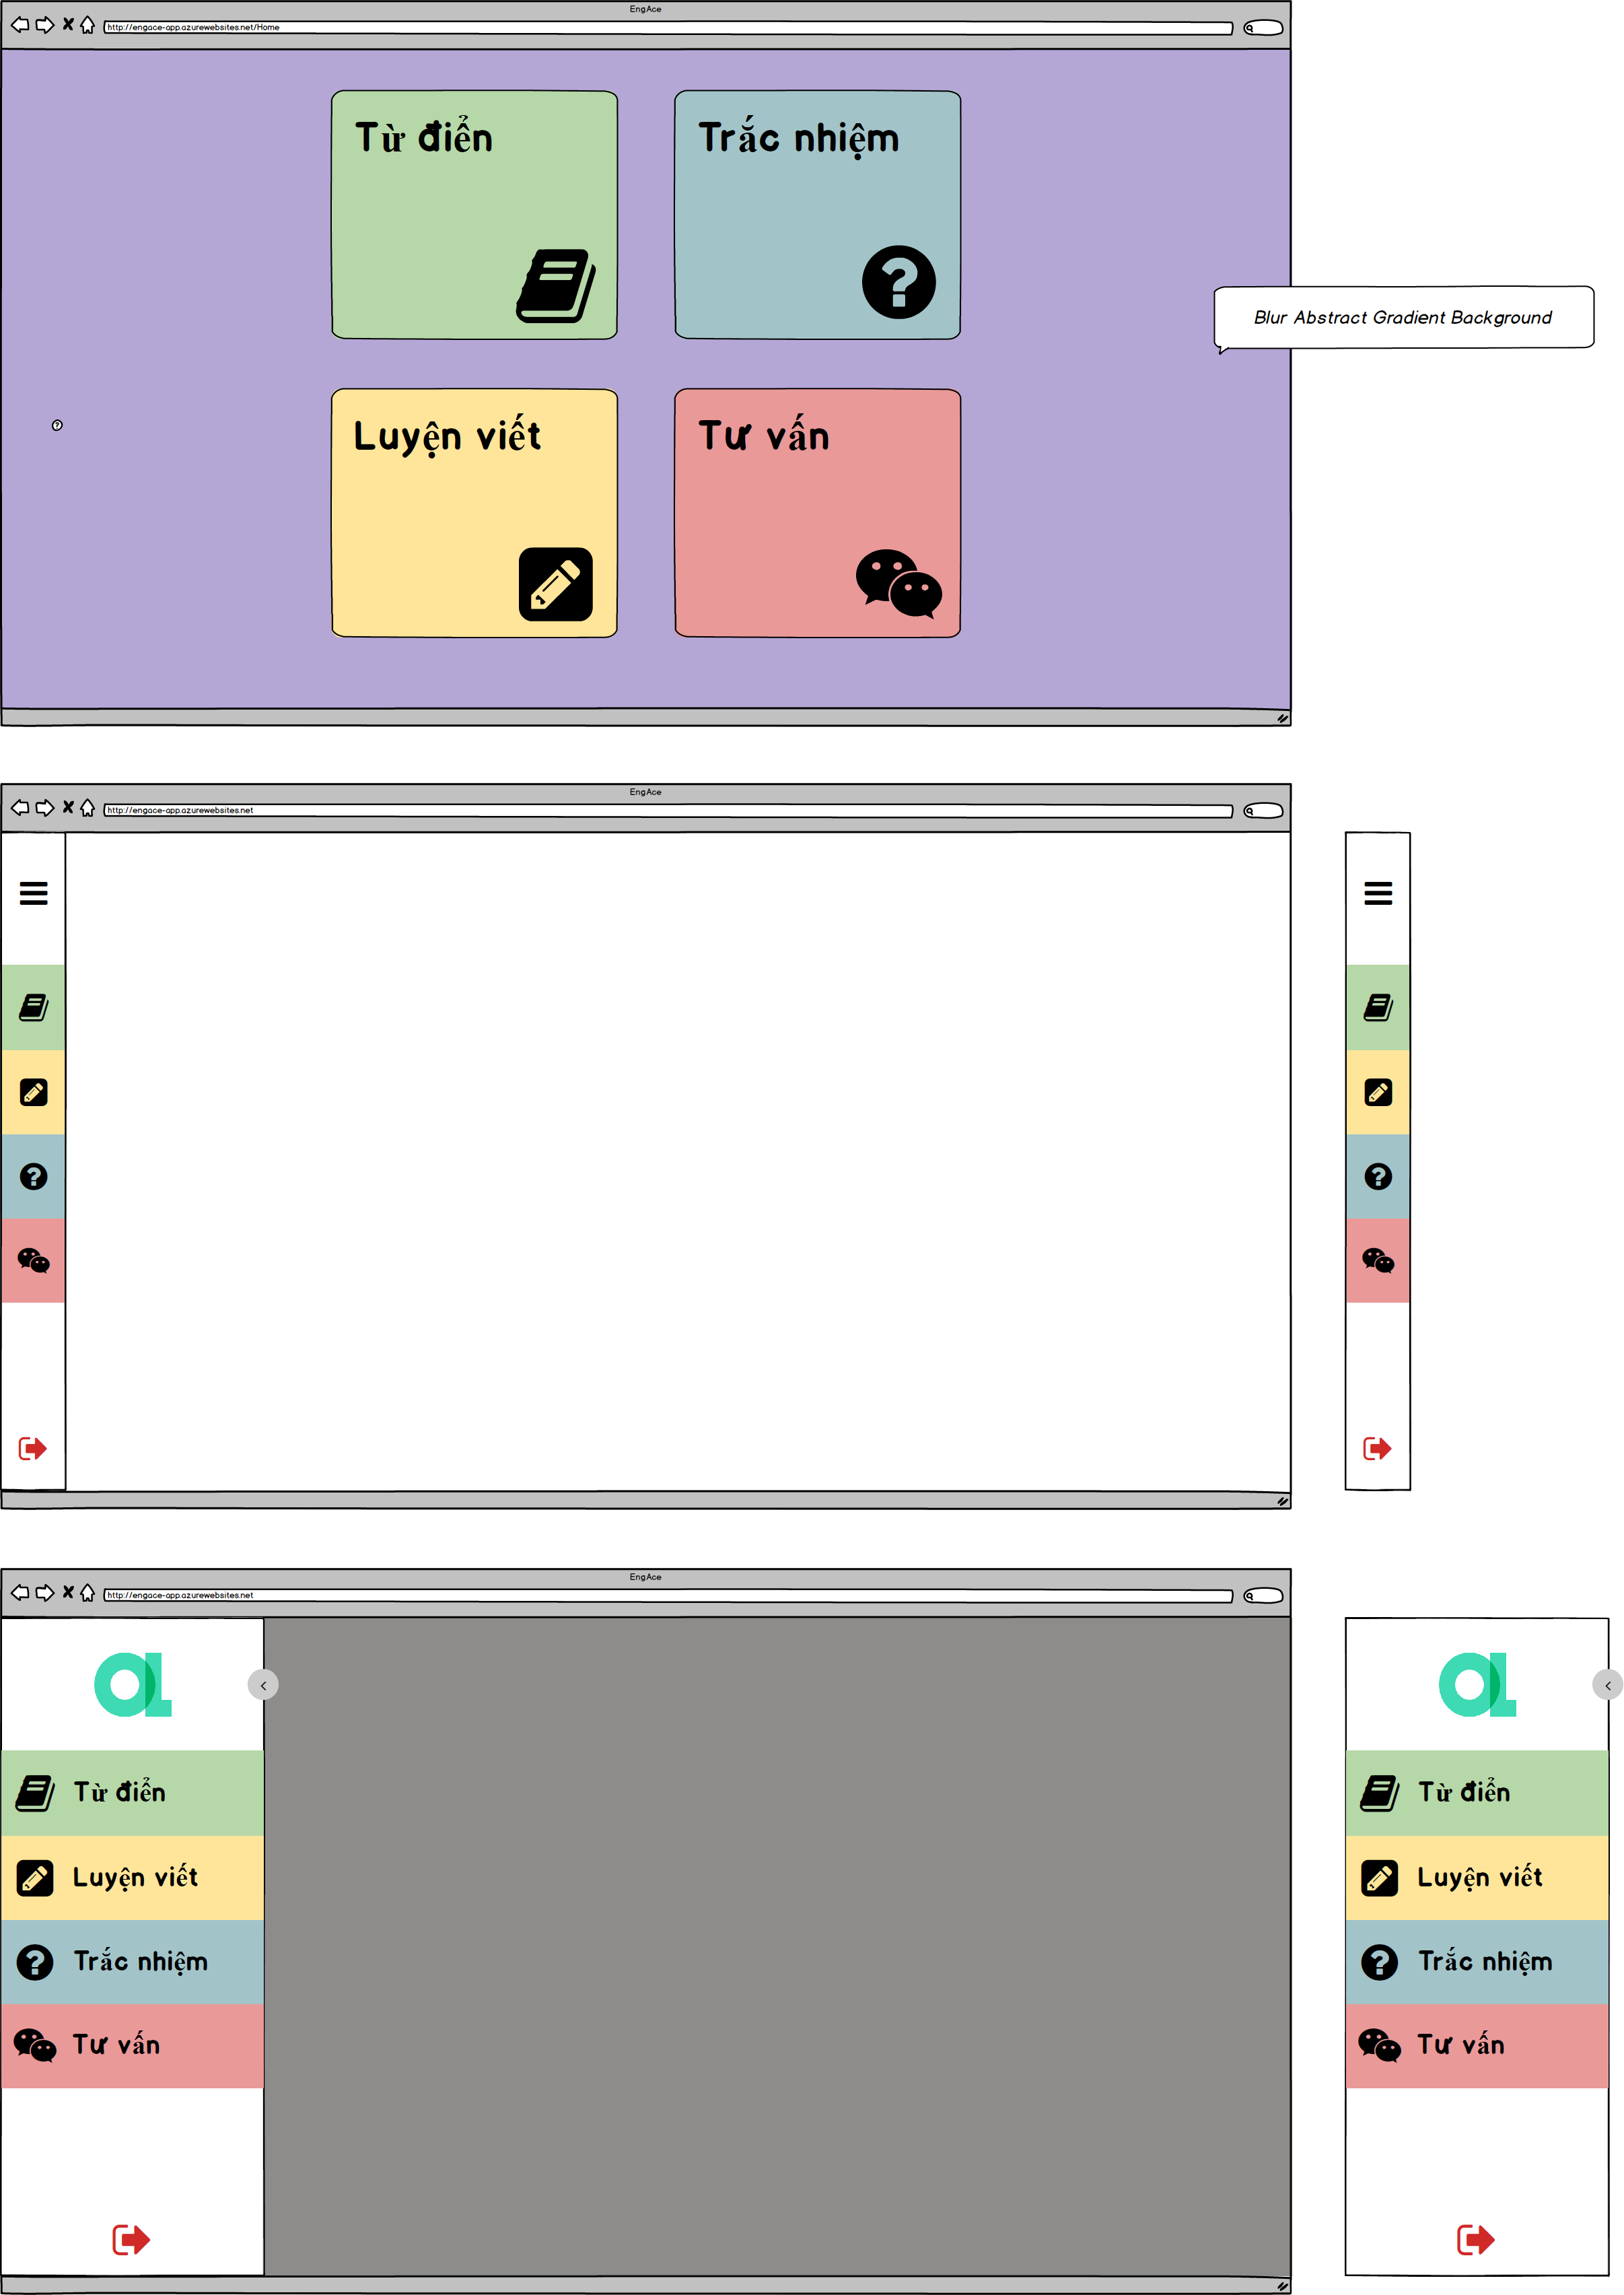 EngAce
http://engace-app.azurewebsites.net/Home
Từ điển
Trắc nhiệm
Blur Abstract Gradient Background
Luyện viết
Tư vấn
EngAce
http://engace-app.azurewebsites.net
EngAce
http://engace-app.azurewebsites.net
Từ điển
Luyện viết
Trắc nhiệm
Tư vấn
Từ điển
Luyện viết
Trắc nhiệm
Tư vấn